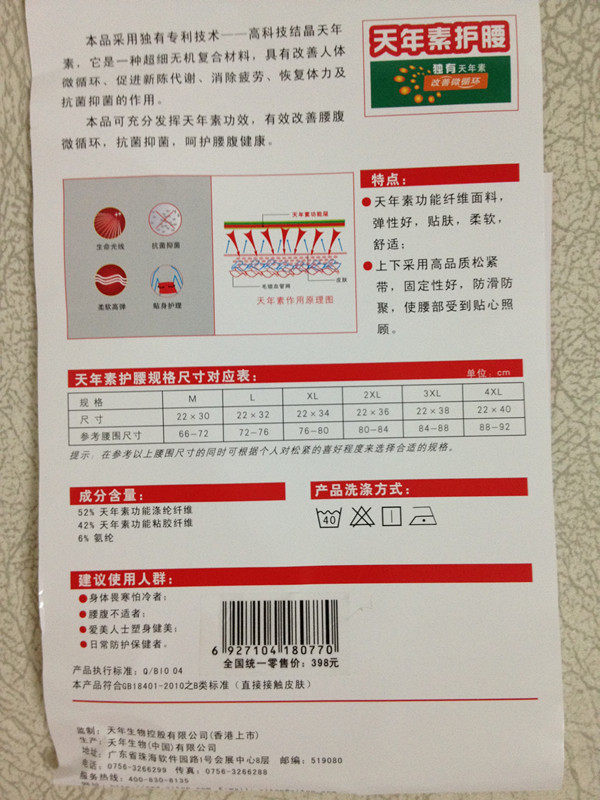 本品采用独有专利技术——高科技结晶天年
素，它是一种超细无机复合材料，具有改善人体
微循环、促进新陈代谢、消除疲劳、恢复体力及
抗菌抑菌的作用。
本品可充分发挥天年素功效，有效改善腰腹
微循环，抗菌抑菌，呵护腰腹健康。
天年素护腰
独有天年素
改善微循环
生命光线
抗菌抑菌
柔软高弹
贴身护理
天年素功能层
毛细血管网
皮肤
天年素作用原理图
特点：
天年素功能纤维面料，
弹性好，贴肤，柔软，
舒适；
上下采用高品质松紧
带，固定性好，防滑防
聚，使腰部受到贴心照
顾。
天年素护腰规格尺寸对应表：
单位：cm
规格 M L XL 2XL 3XL 4XL
尺寸 22×30 22×32 22×34 22×36 22×38 22×40
参考腰围尺寸 66-72 72-76 76-80 80-84 84-88 88-92
提示：在参考以上腰围尺寸的同时可根据个人对松紧的喜好程度来选择合适的规格。
成分含量：
52% 天年素功能涤纶纤维
42% 天年素功能粘胶纤维
6% 氨纶
产品洗涤方式：
40
建议使用人群：
身体畏寒怕冷者；
腰腹不适者；
爱美人士塑身健美；
日常防护保健者。
6 927104 180770
全国统一零售价：398元
产品执行标准：Q/BIO 04
本产品符合GB18401-2010之B类标准（直接接触皮肤）
监制：天年生物控股有限公司(香港上市)
生产：天年生物(中国)有限公司
地址：广东省珠海软件园路1号会展中心8层 邮编：519080
电话：0756-3266299 传真：0756-3266288
服务热线：400-830-8135